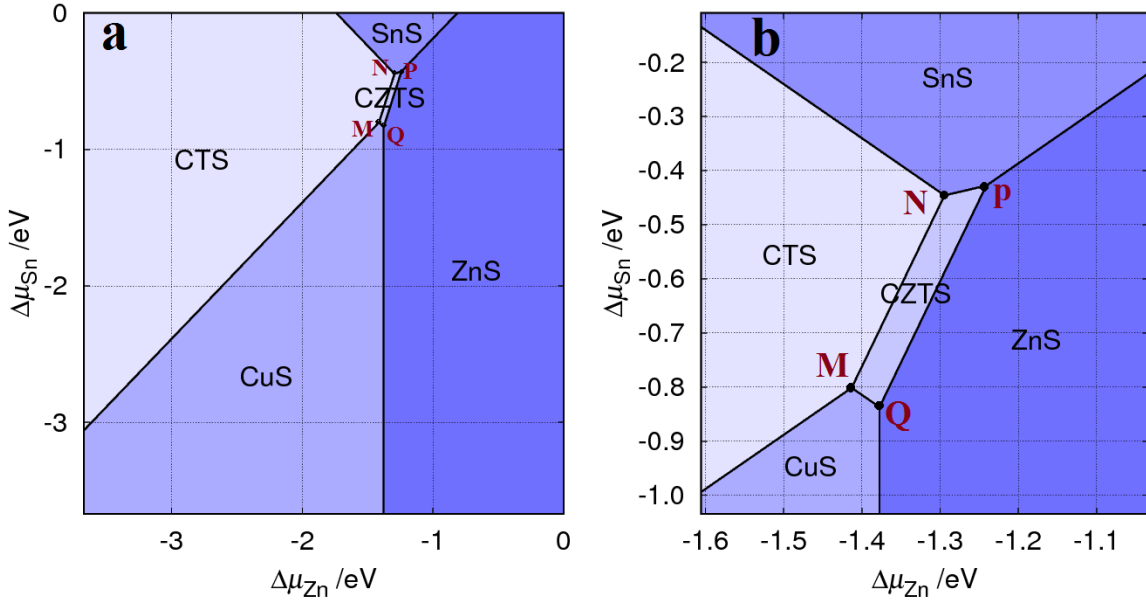 a
SnS
N
P
CZTS
M
Q
CTS
CuS
ZnS
0
-1
-2
-3
-3
-2
-1
0
ΔμSn /eV
ΔμZn /eV
b
SnS
N
p
CTS
CZTS
M
Q
ZnS
CuS
-0.2
-0.3
-0.4
-0.5
-0.6
-0.7
-0.8
-0.9
-1.0
-1.6
-1.5
-1.4
-1.3
-1.2
-1.1
ΔμSn /eV
ΔμZn /eV